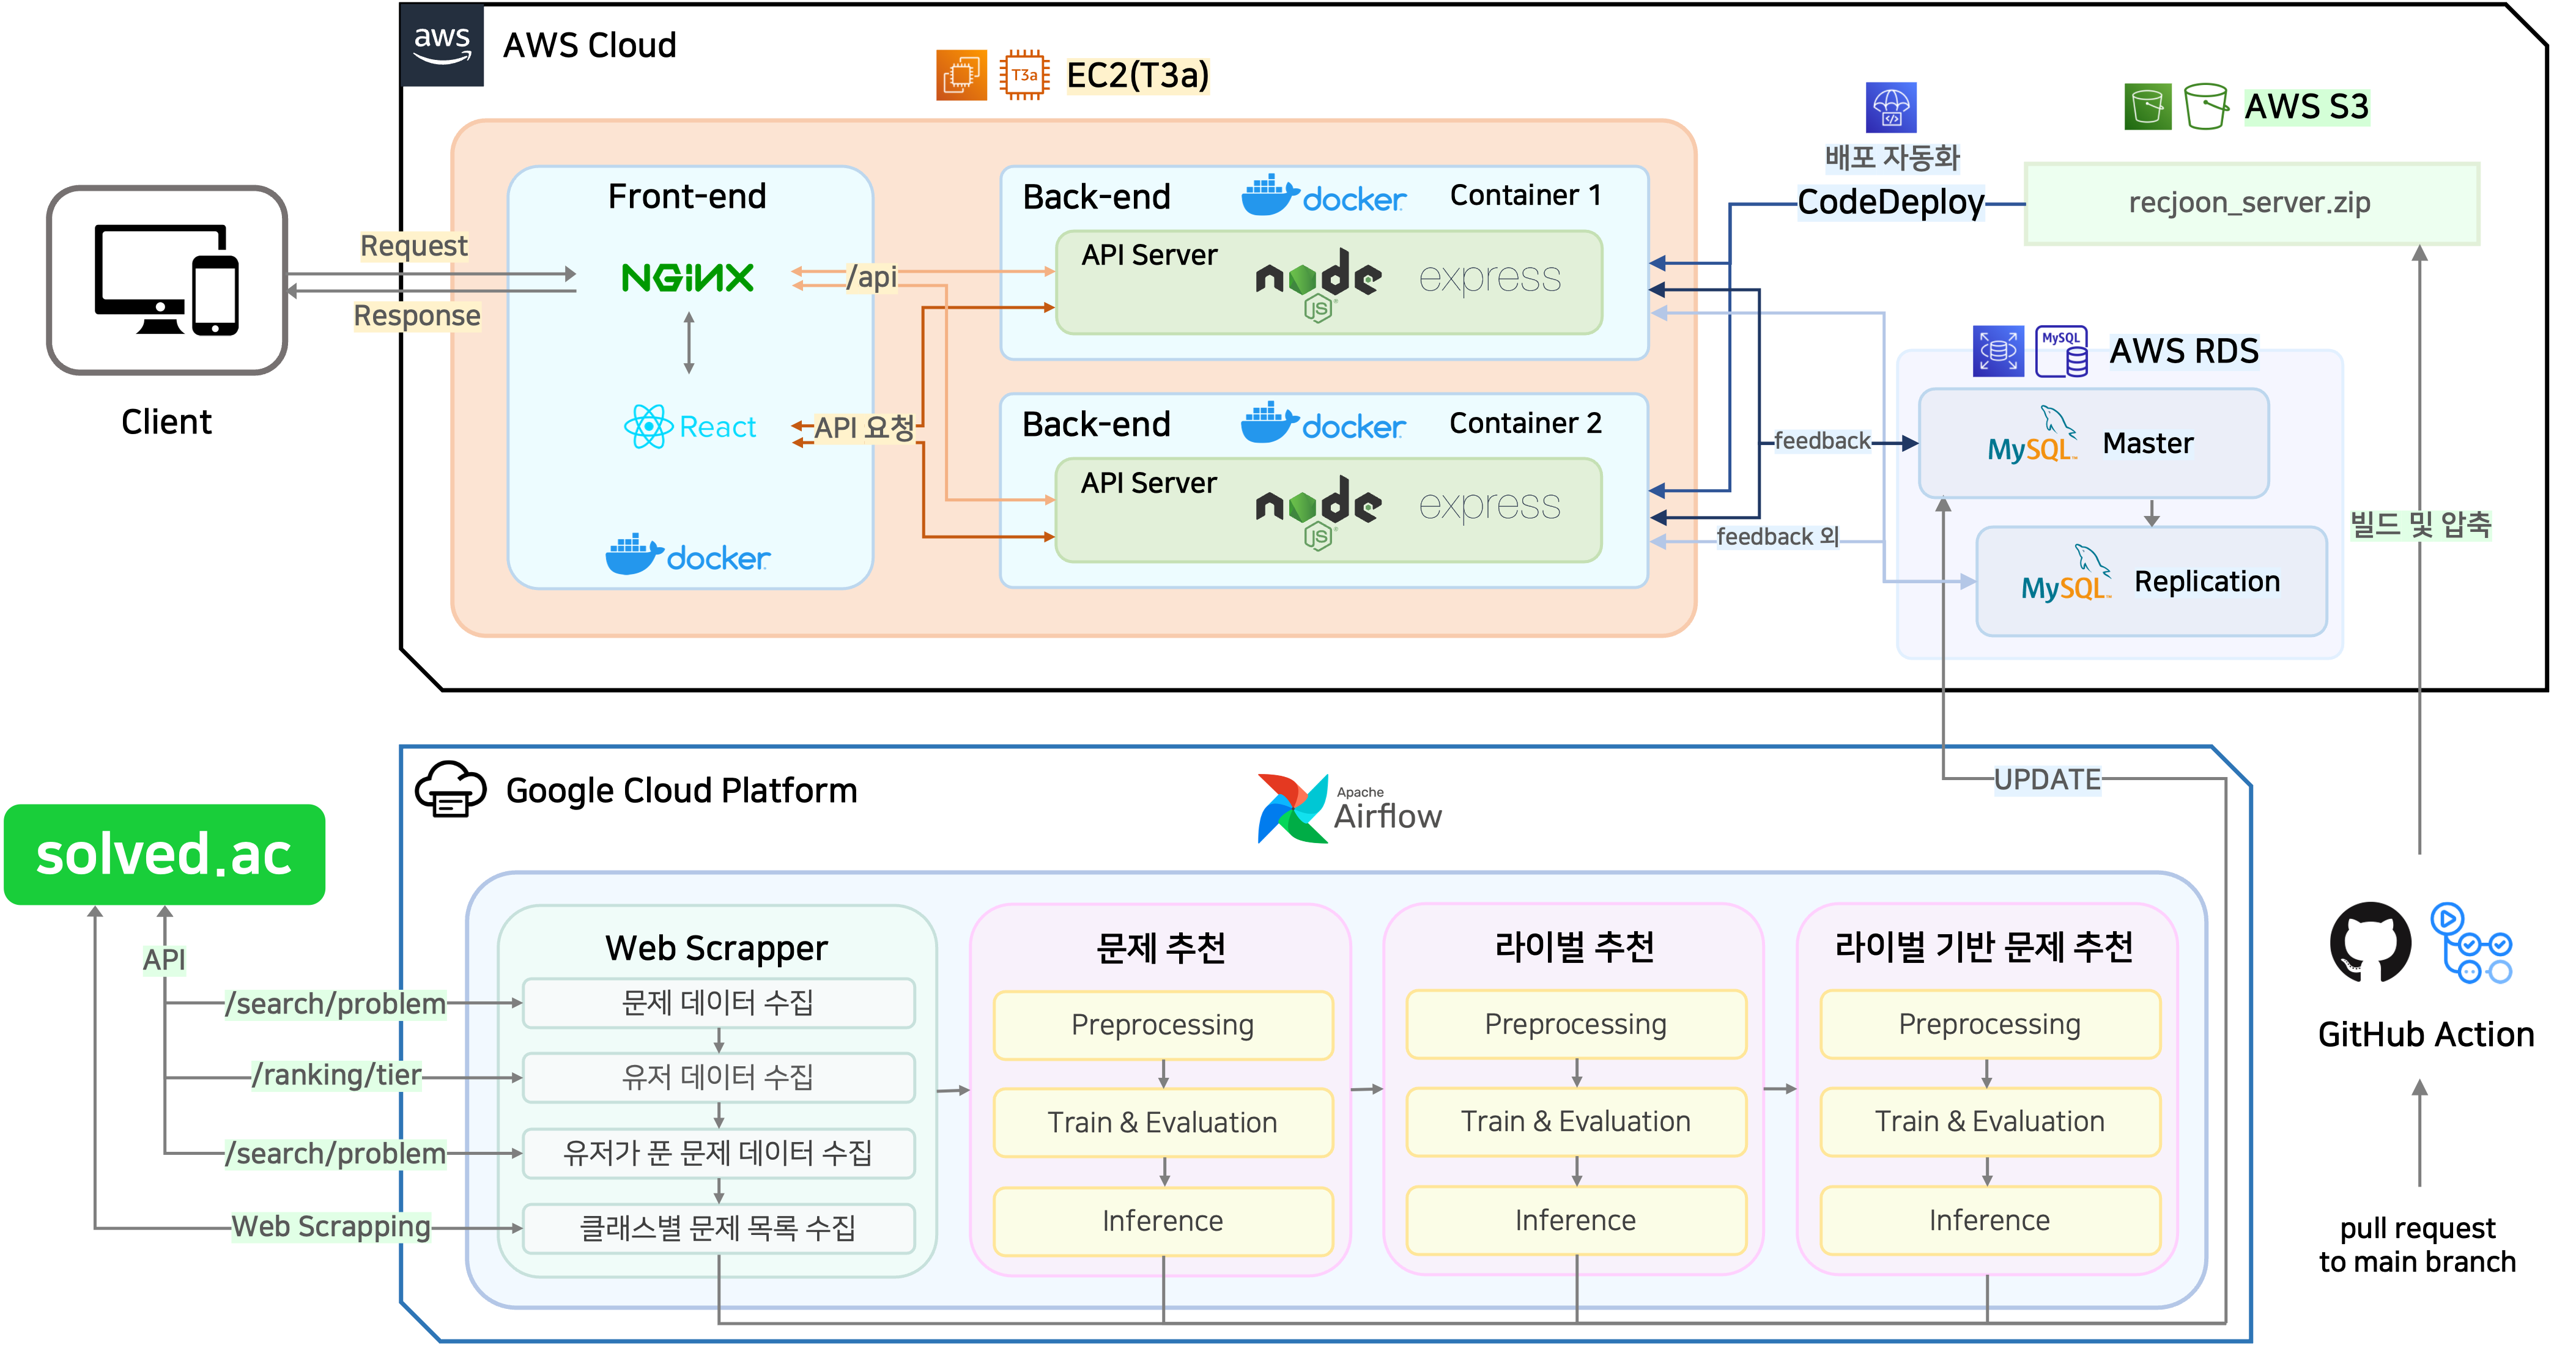 aws
AWS Cloud
T3a
EC2(T3a)
배포 자동화
CodeDeploy
AWS S3
recjoon_server.zip
Client
Request
Response
Front-end
NGiNX
React
docker
/api
API 요청
Back-end
docker
Container 1
API Server
node
JS
express
Back-end
docker
Container 2
API Server
node
JS
express
feedback
feedback 외
MySQL
AWS RDS
MySQL
Master
MySQL
Replication
빌드 및 압축
UPDATE
Google Cloud Platform
Apache
Airflow
solved.ac
API
/search/problem
/ranking/tier
/search/problem
Web Scrapping
Web Scrapper
문제 데이터 수집
유저 데이터 수집
유저가 푼 문제 데이터 수집
클래스별 문제 목록 수집
문제 추천
Preprocessing
Train & Evaluation
Inference
라이벌 추천
Preprocessing
Train & Evaluation
Inference
라이벌 기반 문제 추천
Preprocessing
Train & Evaluation
Inference
GitHub Action
pull request
to main branch